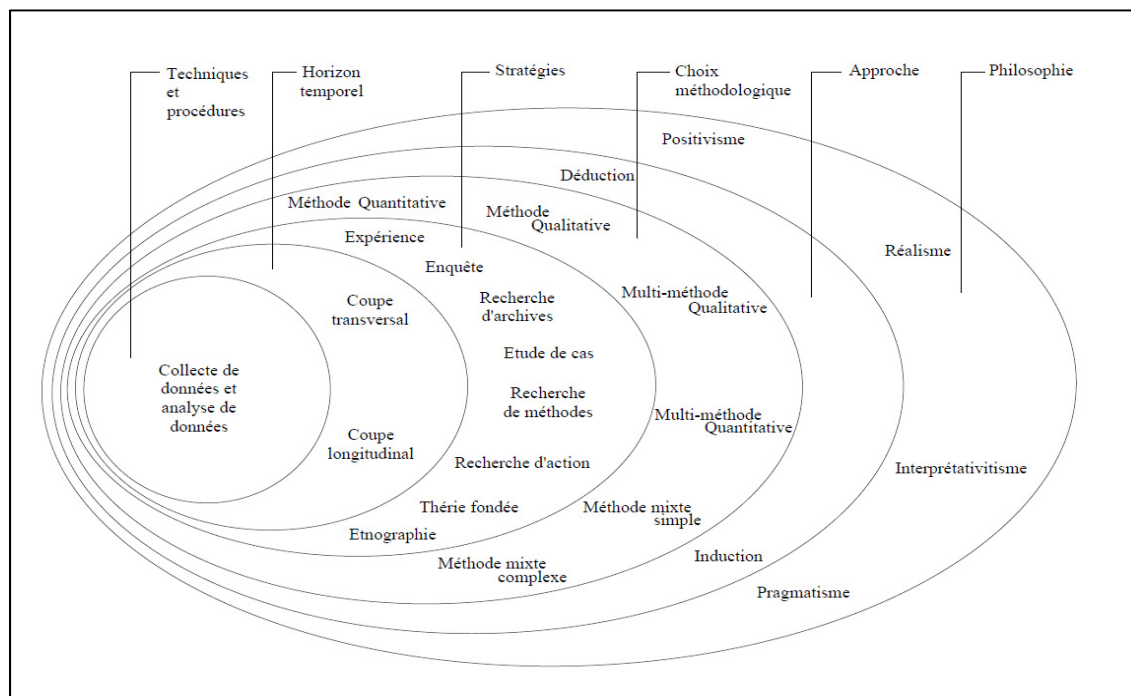 Techniques
et
procédures
Horizon
temporel
Stratégies
Choix
méthodologique
Approche
Philosophie
Positivisme
Déduction
Méthode Quantitative
Méthode
Qualitative
Expérience
Réalisme
Enquête
Coupe
transversal
Recherche
d'archives
Multi-méthode
Qualitative
Etude de cas
Collecte de
données et
analyse de
données
Recherche
de méthodes
Multi-méthode
Quantitative
Coupe
longitudinal
Recherche d'action
Interprétativitisme
Thérie fondée
Méthode mixte
simple
Etnographie
Induction
Méthode mixte
complexe
Pragmatisme